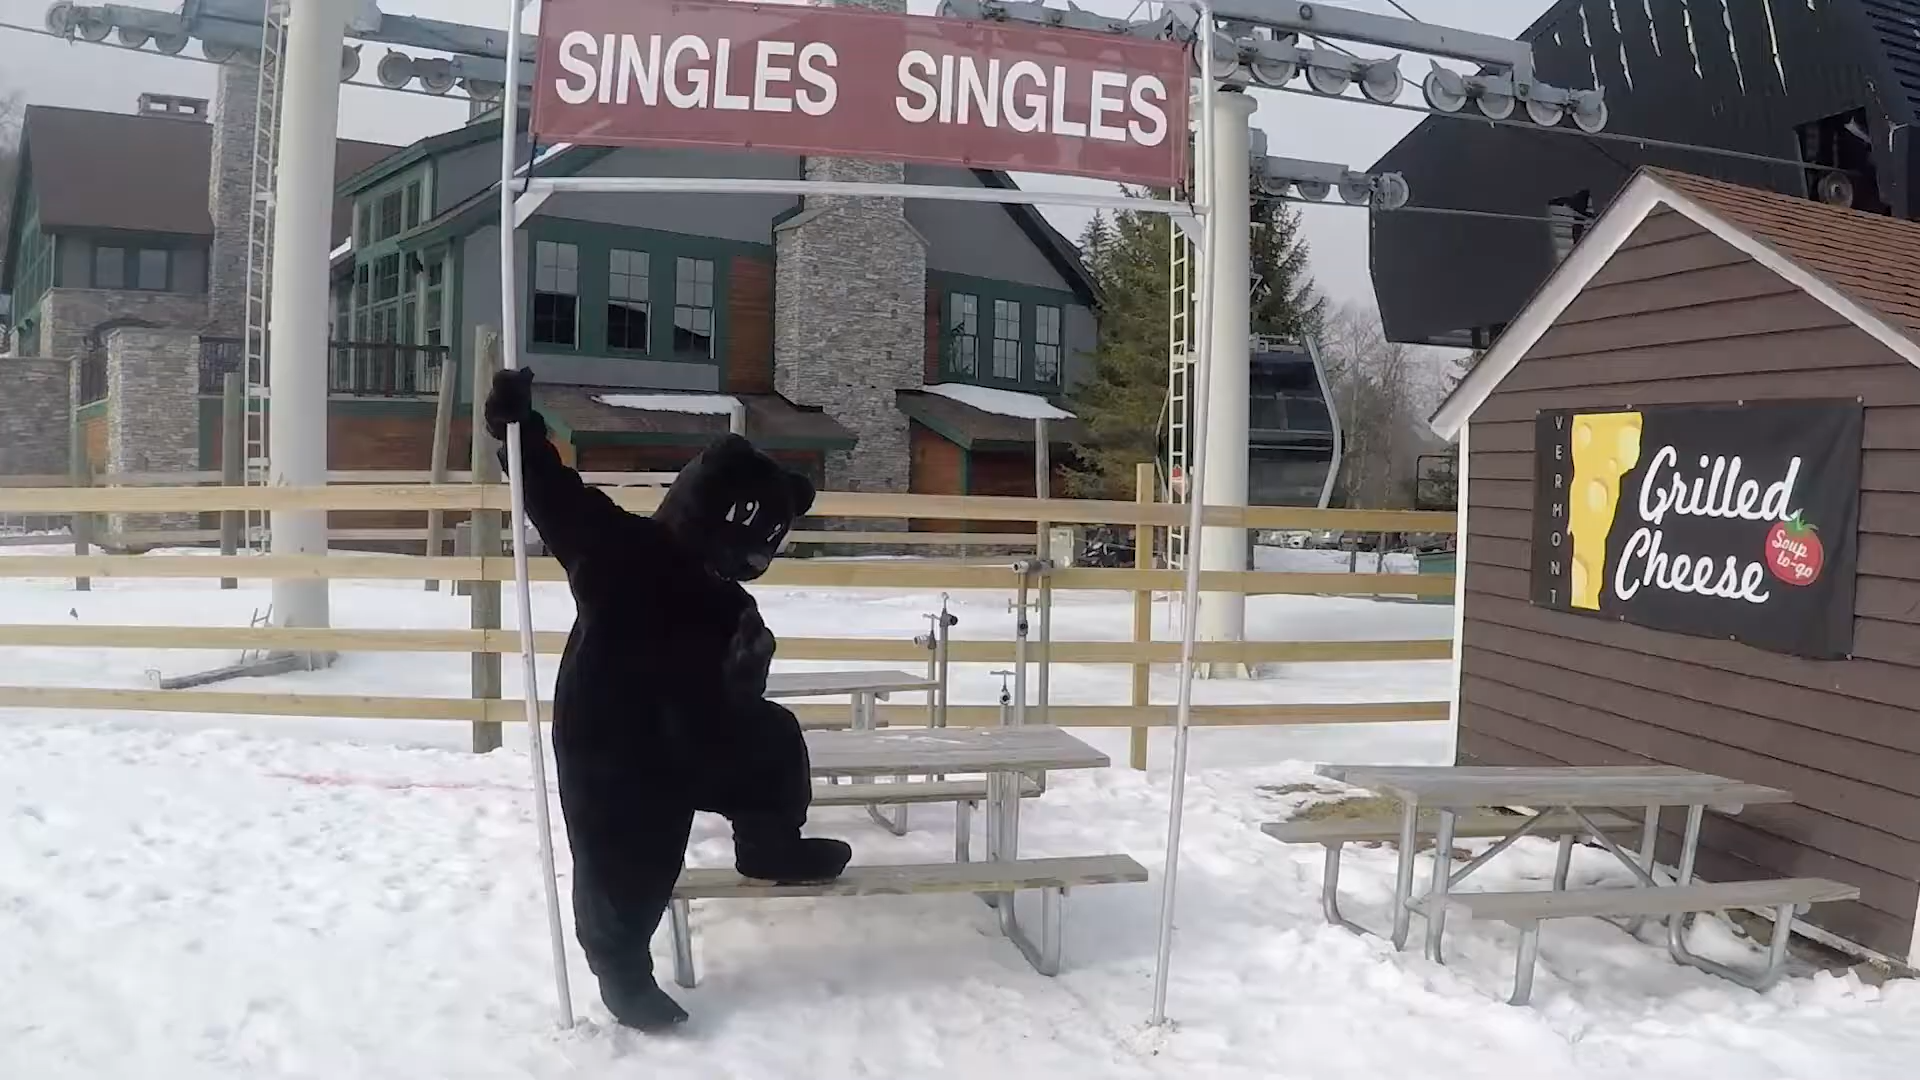 SINGLES SINGLES
VERMONT
Grilled
Cheese
Soup
to-go